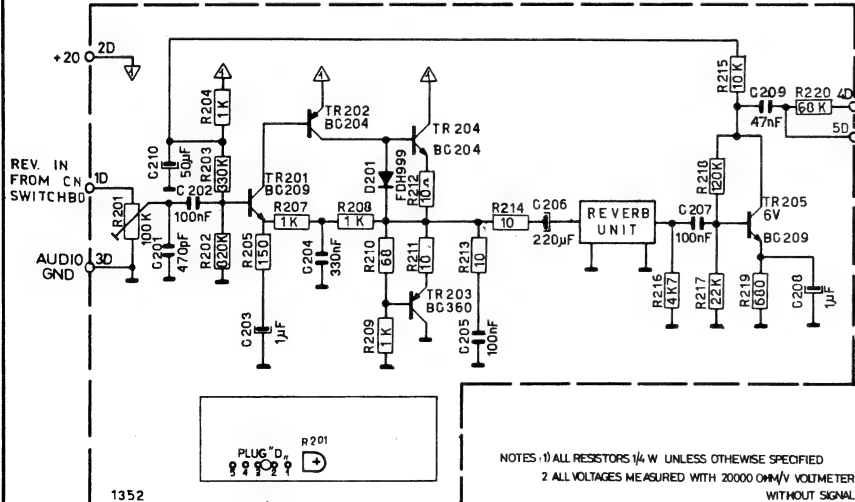 +20
2D
R204
1K
R203
330K
C210
50µF
REV. IN
FROM CN
SWITCHBD
1D
R201
100K
C202
100nF
C201
470pF
R202
820K
AUDIO
GND
3D
TR201
BC209
TR202
BC204
TR204
BC204
R205
150
R207
1K
R208
1K
C204
330nF
C203
1µF
D201
FDH999
R212
10Ω
R210
68
R211
10
R213
10
TR203
BC360
R209
1K
C205
100nF
R214
10
C206
220µF
REVERB
UNIT
C207
100nF
R215
10K
C209
47nF
R220
68K
4D
5D
R218
120K
TR205
6V
BC209
R216
4K7
R217
22K
R219
680
C208
1µF
PLUG "D"
5 4 3 2 1
R201
1352
NOTES: 1) ALL RESISTORS 1/4 W UNLESS OTHEWISE SPECIFIED
2 ALL VOLTAGES MEASURED WITH 20000 OHM/V VOLTMETER
WITHOUT SIGNAL